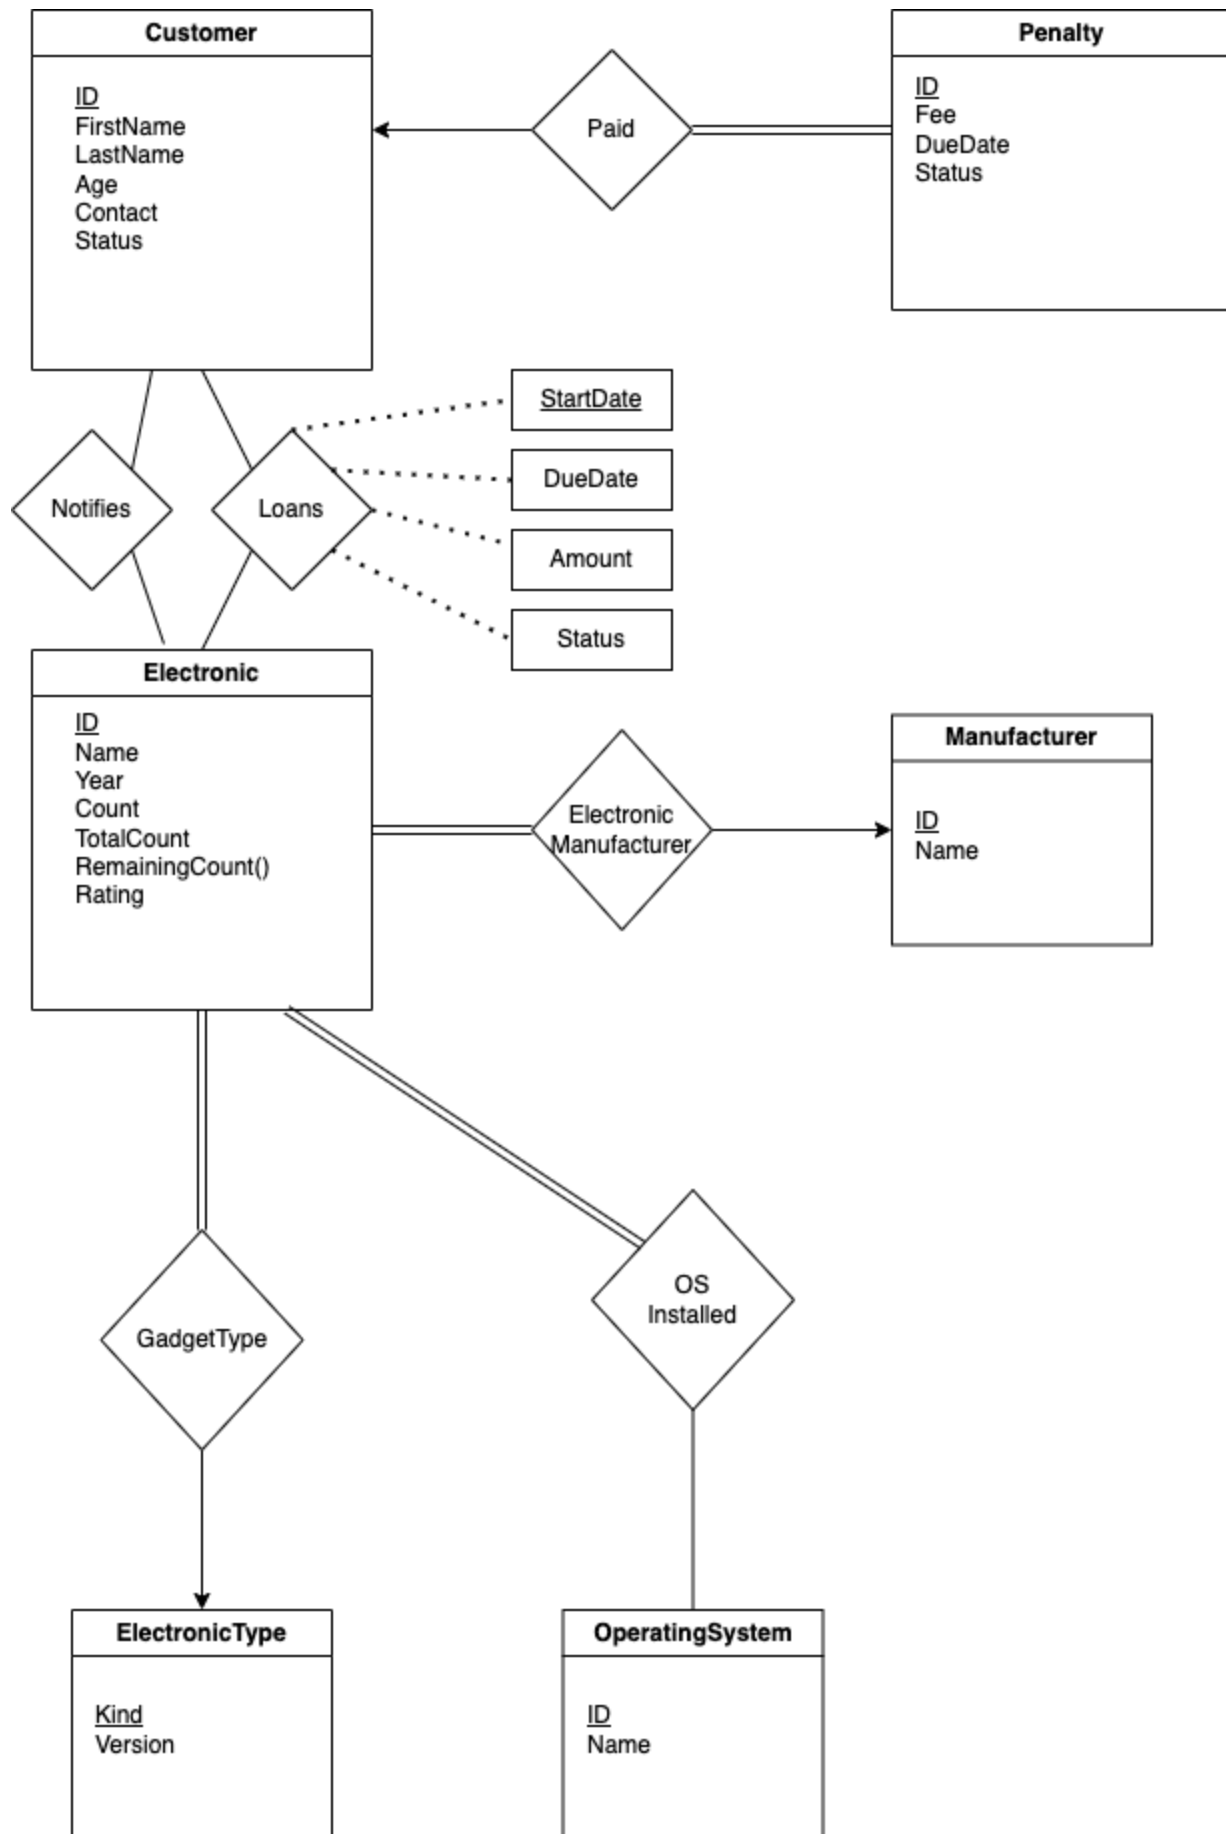 Customer
ID
FirstName
LastName
Age
Contact
Status
Paid
Penalty
ID
Fee
DueDate
Status
Notifies
Loans
StartDate
DueDate
Amount
Status
Electronic
ID
Name
Year
Count
TotalCount
RemainingCount()
Rating
Electronic
Manufacturer
Manufacturer
ID
Name
GadgetType
OS
Installed
ElectronicType
Kind
Version
OperatingSystem
ID
Name